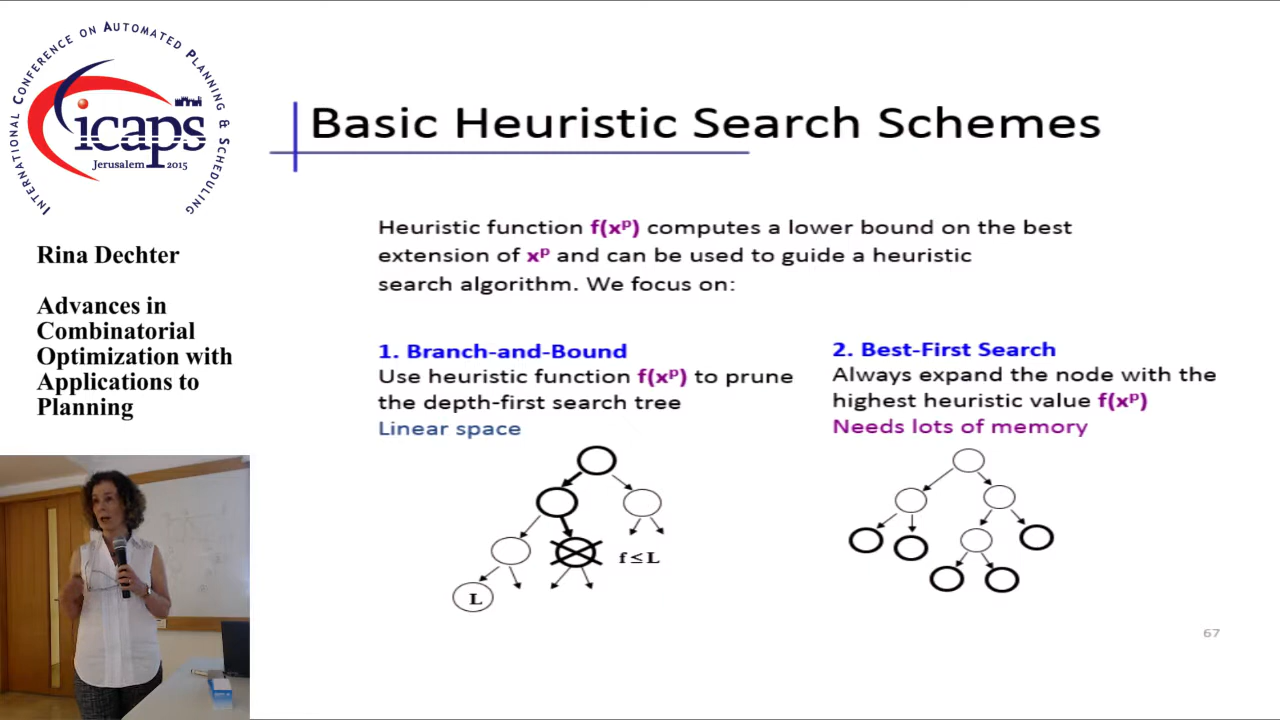 INTERNATIONAL CONFERENCE ON AUTOMATED PLANNING & SCHEDULING
icaps
Jerusalem 2015
Rina Dechter
Advances in
Combinatorial
Optimization with
Applications to
Planning
Basic Heuristic Search Schemes
Heuristic function f(xᵖ) computes a lower bound on the best
extension of xᵖ and can be used to guide a heuristic
search algorithm. We focus on:
1. Branch-and-Bound
Use heuristic function f(xᵖ) to prune
the depth-first search tree
Linear space
f ≤ L
L
2. Best-First Search
Always expand the node with the
highest heuristic value f(xᵖ)
Needs lots of memory
67